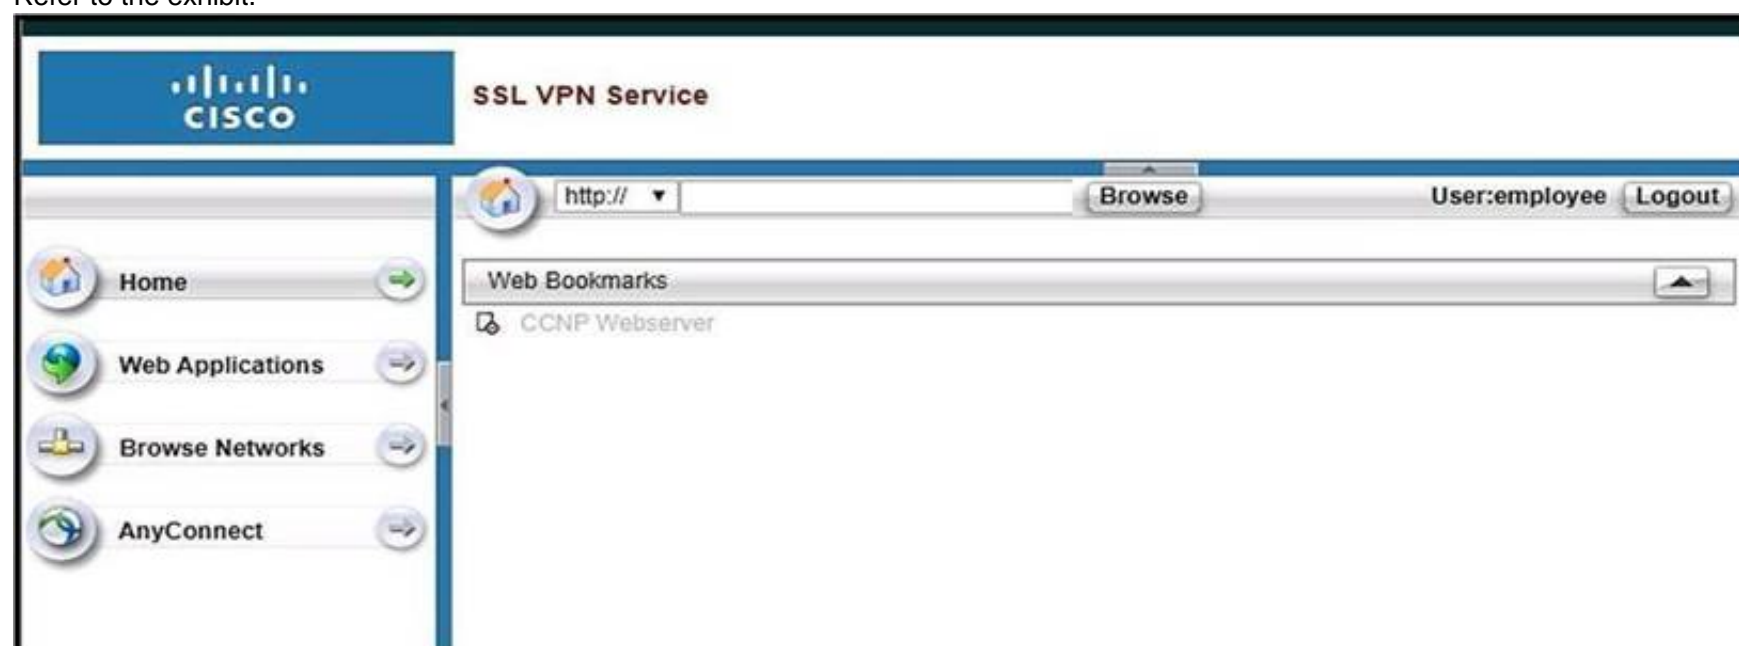 Refer to the exhibit.
CISCO
SSL VPN Service
http://
Browse
User:employee
Logout
Home
Web Applications
Browse Networks
AnyConnect
Web Bookmarks
CCNP Webserver